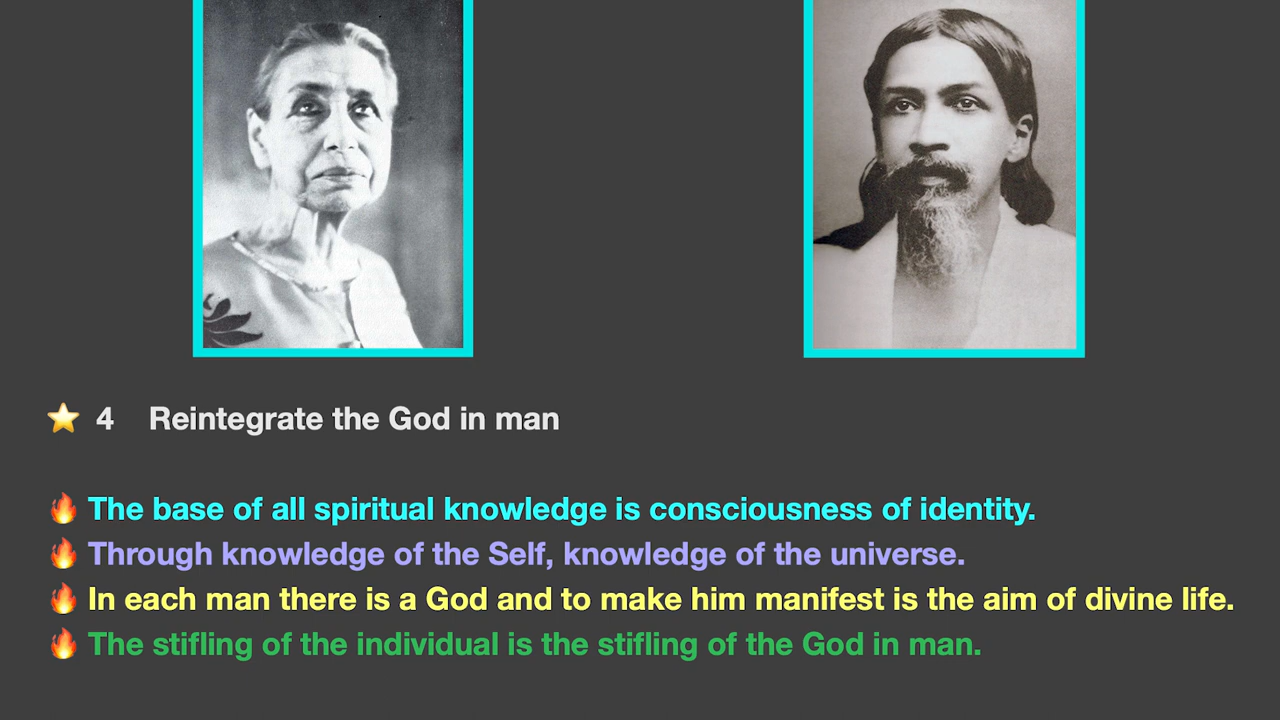 ⭐ 4 Reintegrate the God in man
🔥 The base of all spiritual knowledge is consciousness of identity.
🔥 Through knowledge of the Self, knowledge of the universe.
🔥 In each man there is a God and to make him manifest is the aim of divine life.
🔥 The stifling of the individual is the stifling of the God in man.